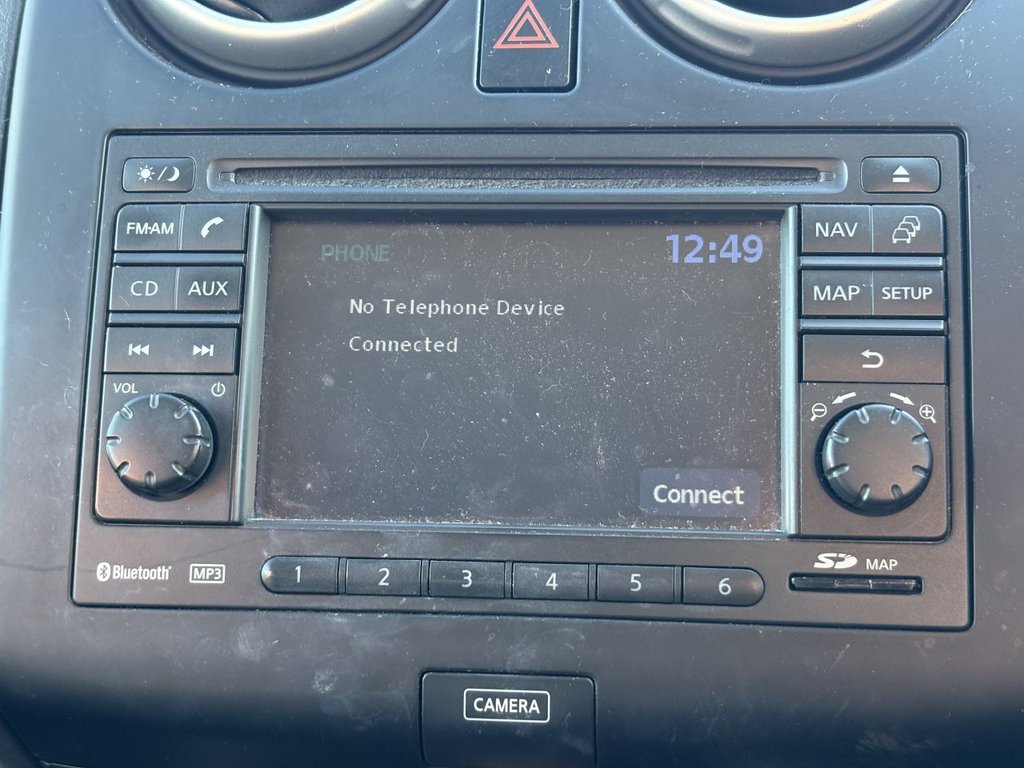 FM·AM
CD AUX
VOL
PHONE
12:49
No Telephone Device
Connected
Connect
NAV
MAP SETUP
Bluetooth®
MP3
1 2 3 4 5 6
SD MAP
CAMERA